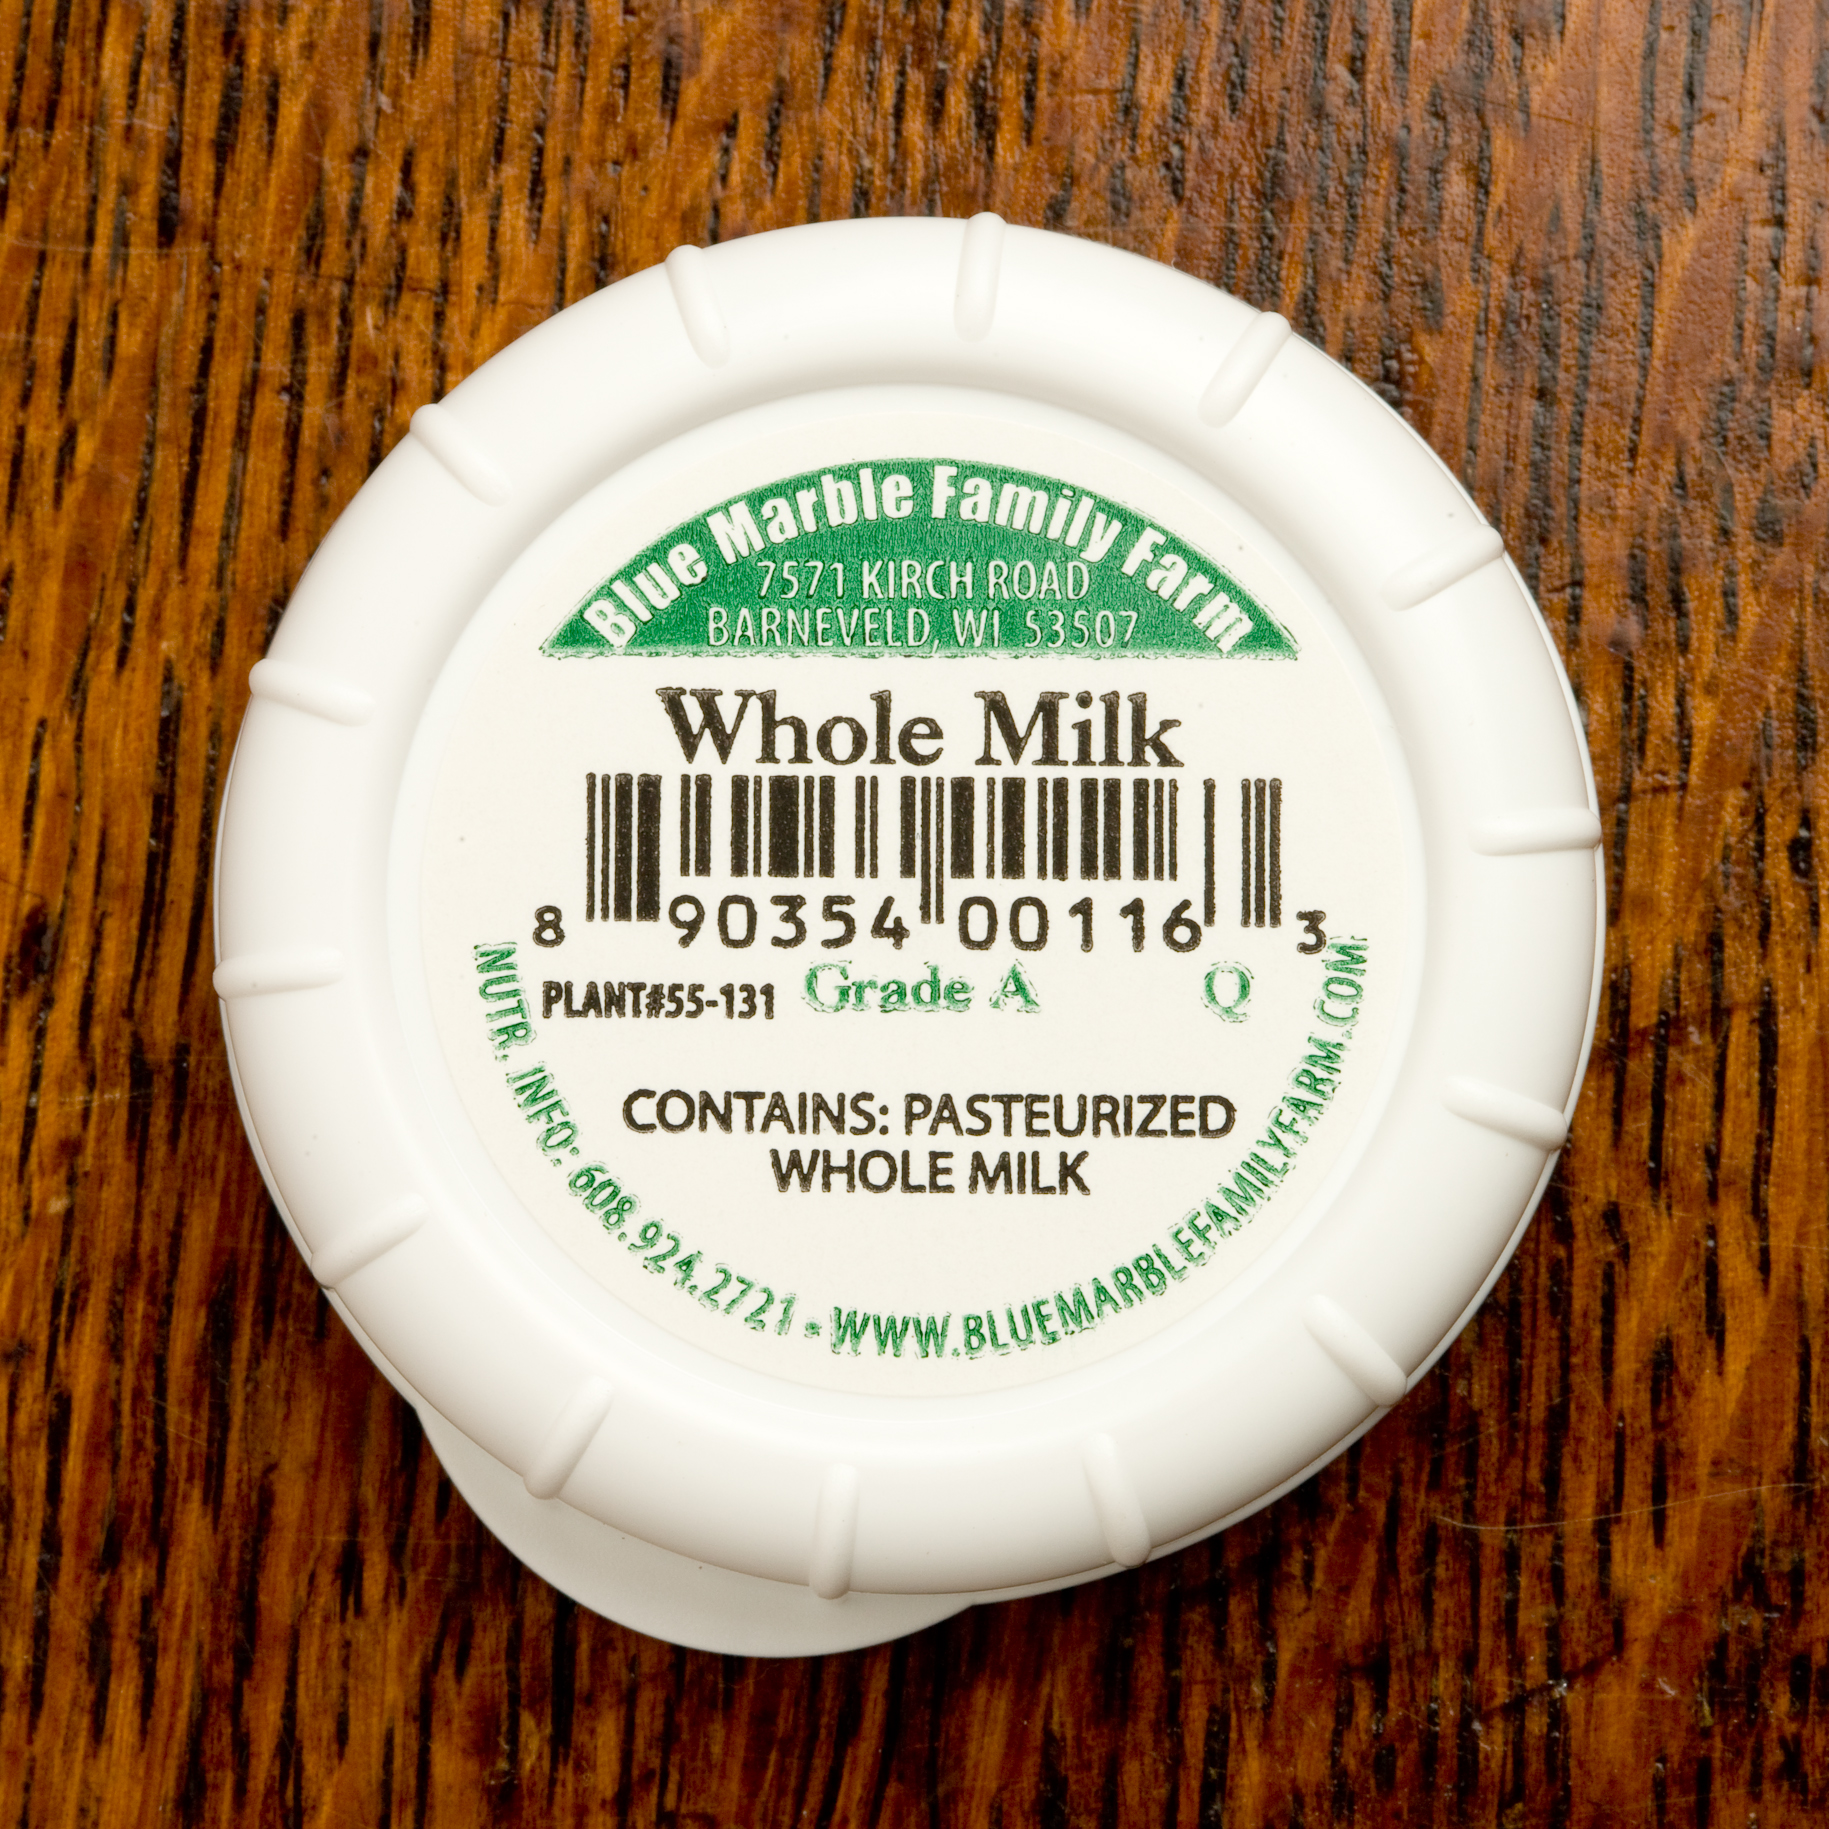 Blue Marble Family Farm
7571 KIRCH ROAD
BARNEVELD, WI 53507
Whole Milk
8 90354 00116 3
PLANT#55-131 Grade A Q
CONTAINS: PASTEURIZED
WHOLE MILK
NUTR. INFO: 608.924.2721 • WWW.BLUEMARBLEFAMILYFARM.COM